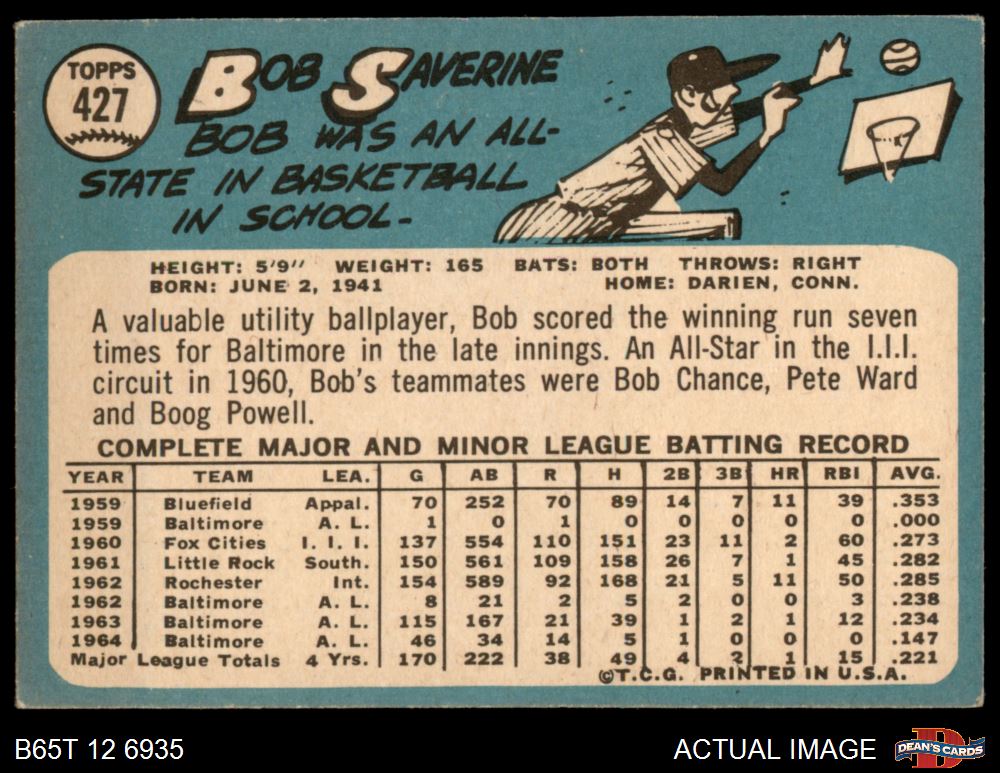 TOPPS
427
BOB SAVERINE
BOB WAS AN ALL-
STATE IN BASKETBALL
IN SCHOOL-
HEIGHT: 5'9" WEIGHT: 165 BATS: BOTH THROWS: RIGHT
BORN: JUNE 2, 1941 HOME: DARIEN, CONN.
A valuable utility ballplayer, Bob scored the winning run seven
times for Baltimore in the late innings. An All-Star in the I.I.I.
circuit in 1960, Bob's teammates were Bob Chance, Pete Ward
and Boog Powell.
COMPLETE MAJOR AND MINOR LEAGUE BATTING RECORD
YEAR TEAM LEA. G AB R H 2B 3B HR RBI AVG.
1959 Bluefield Appal. 70 252 70 89 14 7 11 39 .353
1959 Baltimore A. L. 1 0 1 0 0 0 0 0 .000
1960 Fox Cities I. I. I. 137 554 110 151 23 11 2 60 .273
1961 Little Rock South. 150 561 109 158 26 7 1 45 .282
1962 Rochester Int. 154 589 92 168 21 5 11 50 .285
1962 Baltimore A. L. 8 21 2 5 2 0 0 3 .238
1963 Baltimore A. L. 115 167 21 39 1 2 1 12 .234
1964 Baltimore A. L. 46 34 14 5 1 0 0 0 .147
Major League Totals 4 Yrs. 170 222 38 49 4 2 1 15 .221
©T.C.G. PRINTED IN U.S.A.
B65T 12 6935
ACTUAL IMAGE
D
DEAN'S CARDS